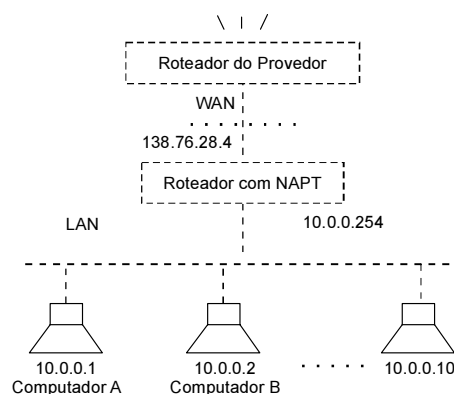 Roteador do Provedor
WAN
138.76.28.4
Roteador com NAPT
LAN
10.0.0.254
10.0.0.1
10.0.0.2
10.0.0.10
Computador A
Computador B